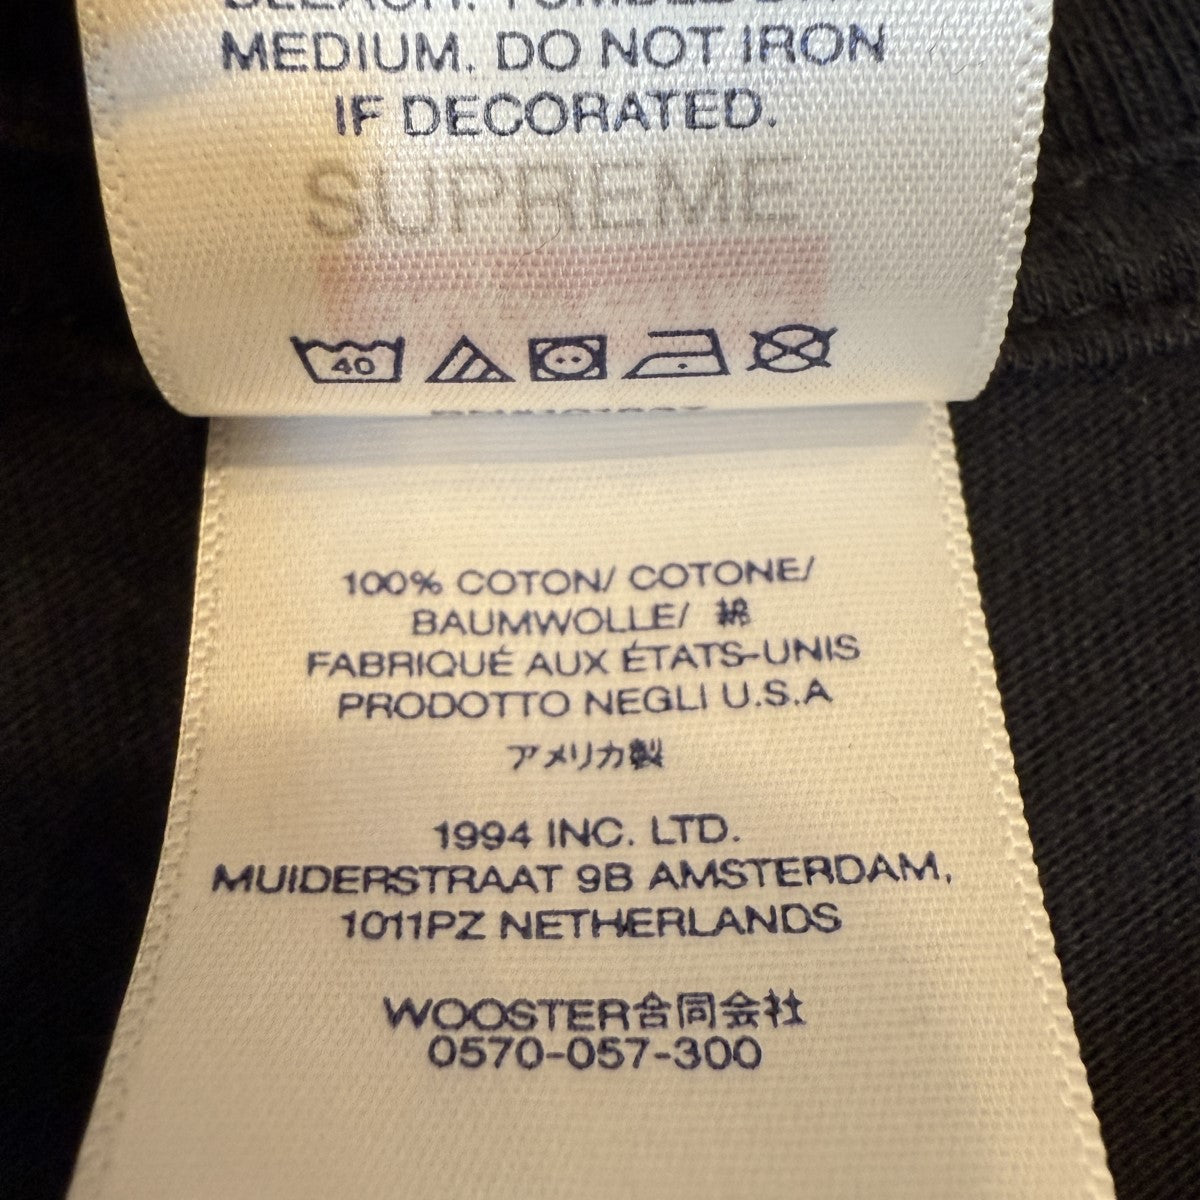 MEDIUM. DO NOT IRON
IF DECORATED.
SUPREME
40
100% COTON/ COTONE/
BAUMWOLLE/ 綿
FABRIQUÉ AUX ÉTATS-UNIS
PRODOTTO NEGLI U.S.A
アメリカ製
1994 INC. LTD.
MUIDERSTRAAT 9B AMSTERDAM,
1011PZ NETHERLANDS
WOOSTER合同会社
0570-057-300